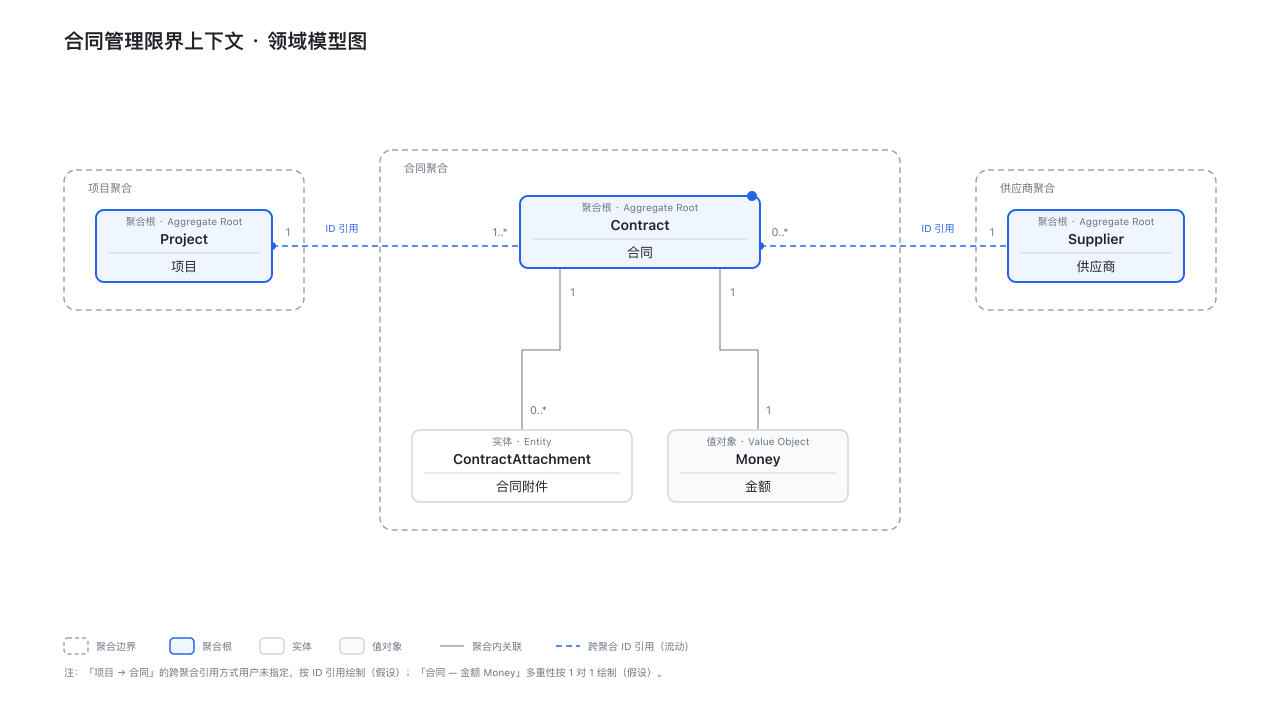 合同管理限界上下文 · 领域模型图
项目聚合
聚合根 · Aggregate Root
Project
项目
1
ID 引用
合同聚合
1..*
聚合根 · Aggregate Root
Contract
合同
0..*
ID 引用
供应商聚合
1
聚合根 · Aggregate Root
Supplier
供应商
1
1
0..*
1
实体 · Entity
ContractAttachment
合同附件
值对象 · Value Object
Money
金额
聚合边界
聚合根
实体
值对象
聚合内关联
跨聚合 ID 引用（流动）
注：「项目 → 合同」的跨聚合引用方式用户未指定，按 ID 引用绘制（假设）；「合同 — 金额 Money」多重性按 1 对 1 绘制（假设）。